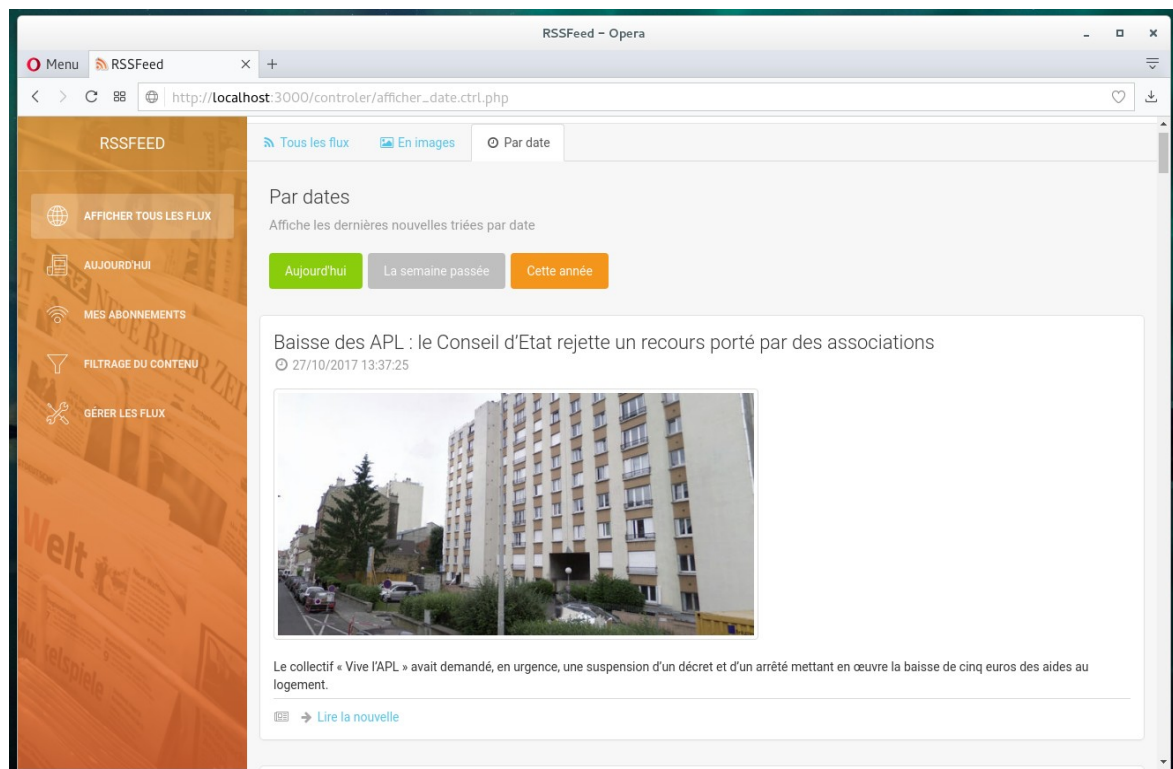 RSSFeed - Opera
Menu
RSSFeed
http://localhost:3000/controler/afficher_date.ctrl.php
RSSFEED
AFFICHER TOUS LES FLUX
AUJOURD'HUI
MES ABONNEMENTS
FILTRAGE DU CONTENU
GÉRER LES FLUX
NEUE RUHR ZEI
Welt
Tous les flux
En images
Par date
Par dates
Affiche les dernières nouvelles triées par date
Aujourd'hui
La semaine passée
Cette année
Baisse des APL : le Conseil d’Etat rejette un recours porté par des associations
27/10/2017 13:37:25
Le collectif « Vive l’APL » avait demandé, en urgence, une suspension d’un décret et d’un arrêté mettant en œuvre la baisse de cinq euros des aides au
logement.
Lire la nouvelle